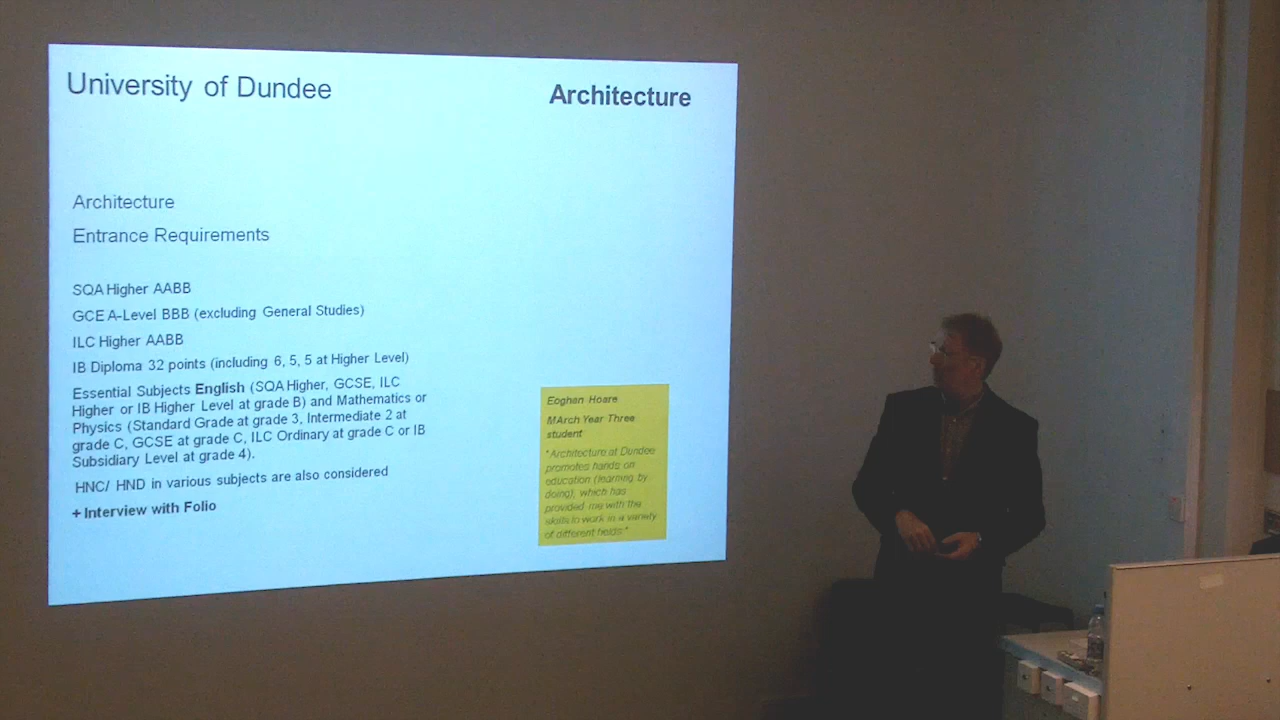 University of Dundee
Architecture
Architecture
Entrance Requirements
SQA Higher AABB
GCE A-Level BBB (excluding General Studies)
ILC Higher AABB
IB Diploma 32 points (including 6, 5, 5 at Higher Level)
Essential Subjects English (SQA Higher, GCSE, ILC
Higher or IB Higher Level at grade B) and Mathematics or
Physics (Standard Grade at grade 3, Intermediate 2 at
grade C, GCSE at grade C, ILC Ordinary at grade C or IB
Subsidiary Level at grade 4).
HNC/ HND in various subjects are also considered
+ Interview with Folio
Eoghan Hoare
MArch Year Three
student
"Architecture at Dundee
promotes hands on
education (learning by
doing), which has
provided me with the
skills to work in a variety
of different fields"